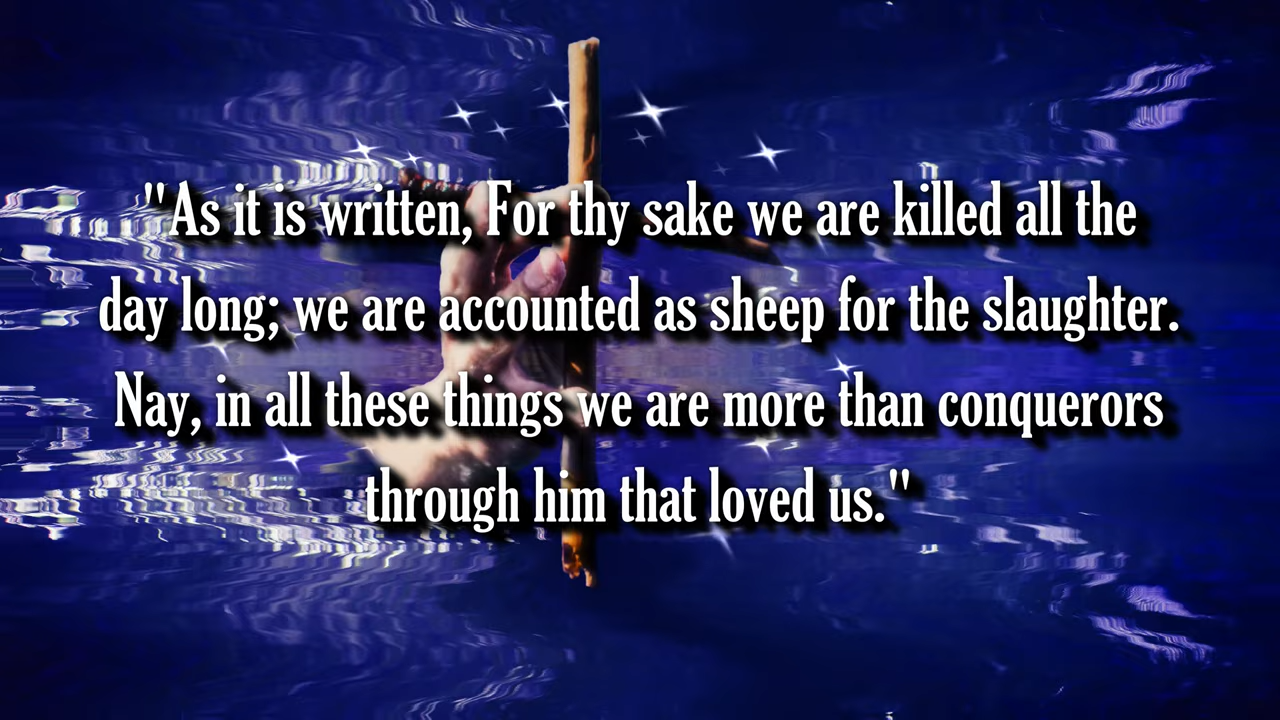 "As it is written, For thy sake we are killed all the
day long; we are accounted as sheep for the slaughter.
Nay, in all these things we are more than conquerors
through him that loved us."